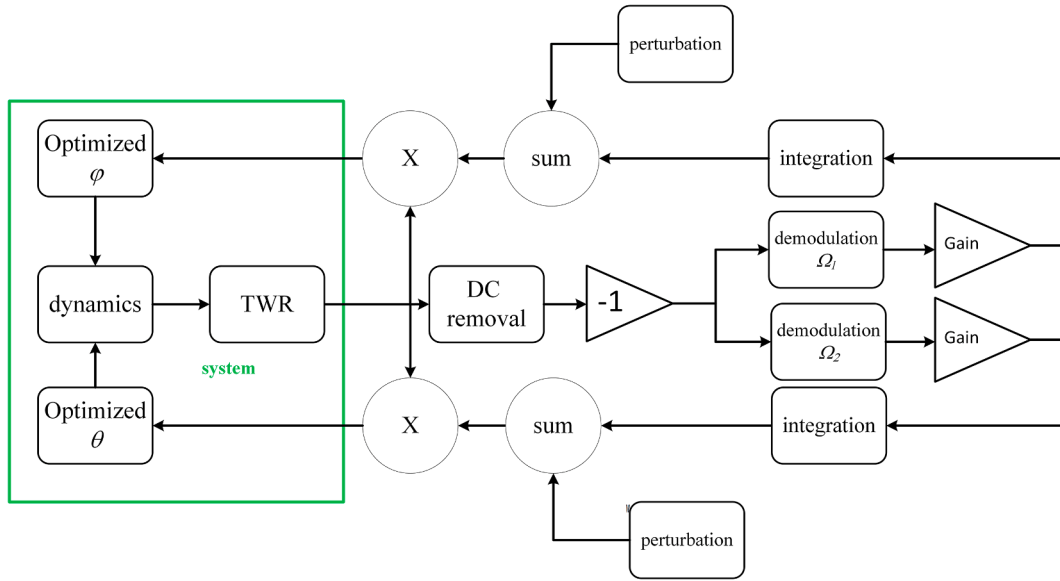 perturbation
Optimized
φ
X
sum
integration
demodulation
Ω1
Gain
dynamics
TWR
DC
removal
-1
demodulation
Ω2
Gain
system
Optimized
θ
X
sum
integration
perturbation